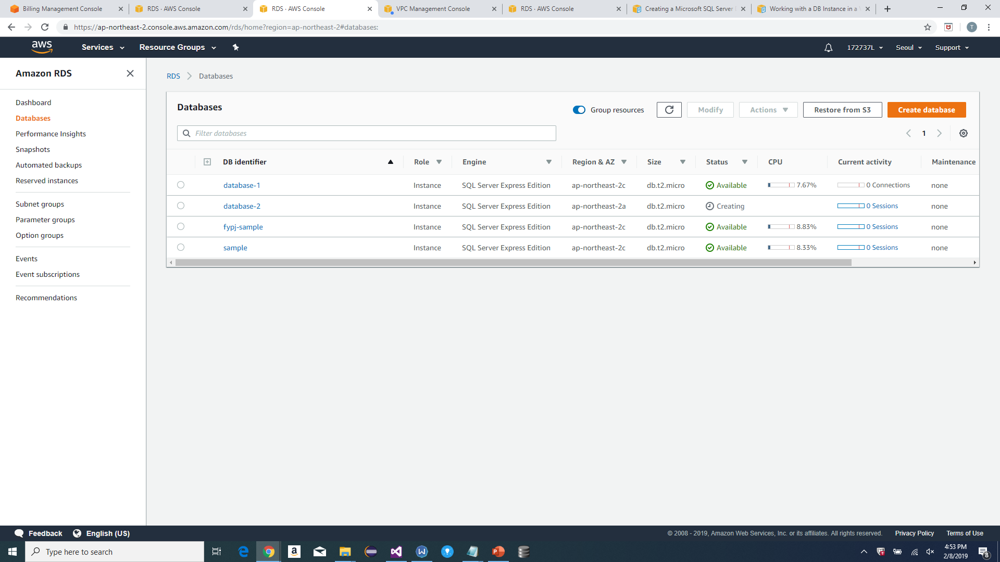 Billing Management Console
RDS · AWS Console
RDS · AWS Console
VPC Management Console
RDS · AWS Console
Creating a Microsoft SQL Server
Working with a DB Instance in a
https://ap-northeast-2.console.aws.amazon.com/rds/home?region=ap-northeast-2#databases:
T
aws
Services
Resource Groups
172737L
Seoul
Support
Amazon RDS
Dashboard
Databases
Performance Insights
Snapshots
Automated backups
Reserved instances
Subnet groups
Parameter groups
Option groups
Events
Event subscriptions
Recommendations
RDS
Databases
Databases
Group resources
Modify
Actions
Restore from S3
Create database
Filter databases
1
DB identifier Role Engine Region & AZ Size Status CPU Current activity Maintenance
database-1 Instance SQL Server Express Edition ap-northeast-2c db.t2.micro Available 7.67% 0 Connections none
database-2 Instance SQL Server Express Edition ap-northeast-2a db.t2.micro Creating 0 Sessions none
fypj-sample Instance SQL Server Express Edition ap-northeast-2c db.t2.micro Available 8.83% 0 Sessions none
sample Instance SQL Server Express Edition ap-northeast-2c db.t2.micro Available 8.33% 0 Sessions none
Feedback
English (US)
© 2008 - 2019, Amazon Web Services, Inc. or its affiliates. All rights reserved.
Privacy Policy
Terms of Use
Type here to search
4:53 PM
2/8/2019
8